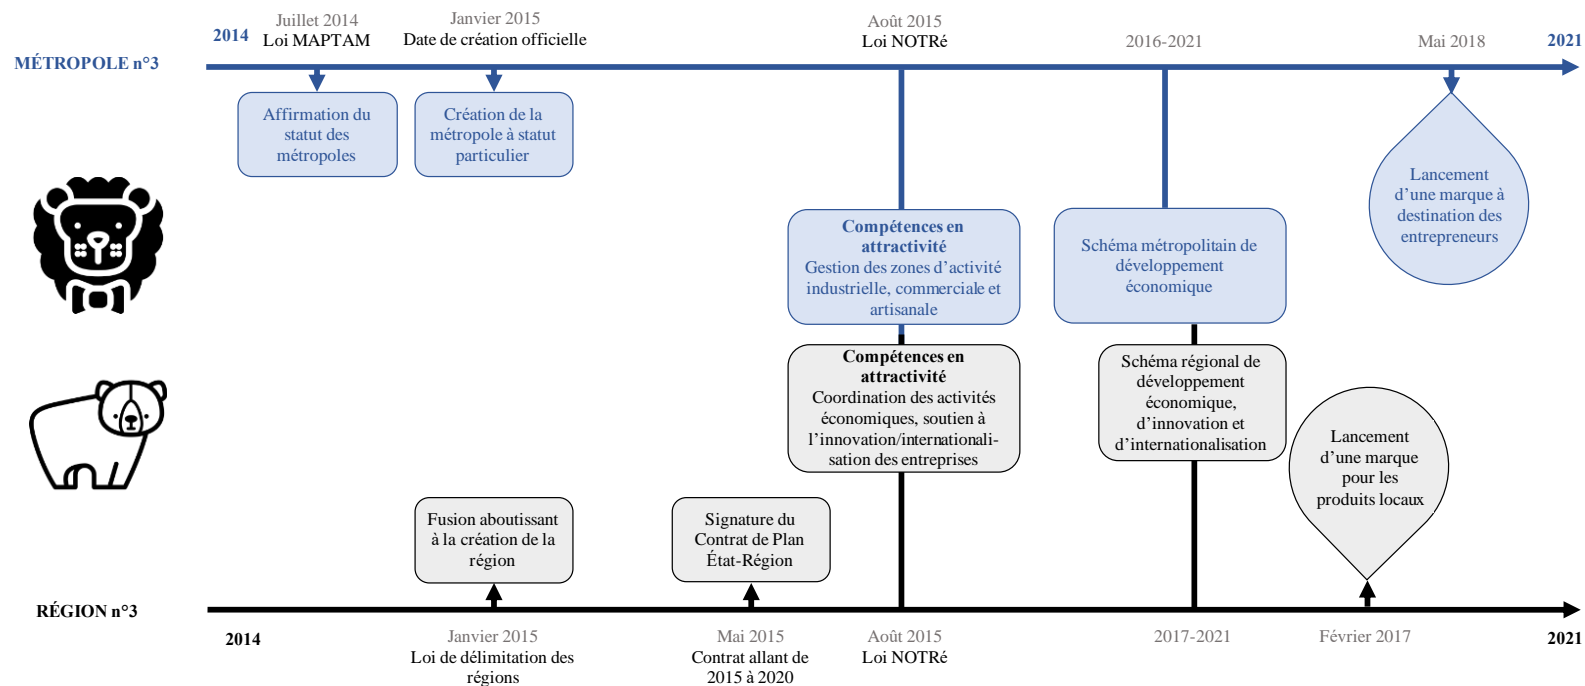 2014
Juillet 2014
Loi MAPTAM
Janvier 2015
Date de création officielle
Août 2015
Loi NOTRé
2016-2021
Mai 2018
2021
MÉTROPOLE n°3
Affirmation du
statut des
métropoles
Création de la
métropole à statut
particulier
Compétences en
attractivité
Gestion des zones d’activité
industrielle, commerciale et
artisanale
Schéma métropolitain de
développement
économique
Lancement
d’une marque à
destination des
entrepreneurs
Compétences en
attractivité
Coordination des activités
économiques, soutien à
l’innovation/internationali-
sation des entreprises
Schéma régional de
développement
économique,
d’innovation et
d’internationalisation
Lancement
d’une marque
pour les
produits locaux
Fusion aboutissant
à la création de la
région
Signature du
Contrat de Plan
État-Région
RÉGION n°3
2014
Janvier 2015
Loi de délimitation des
régions
Mai 2015
Contrat allant de
2015 à 2020
Août 2015
Loi NOTRé
2017-2021
Février 2017
2021